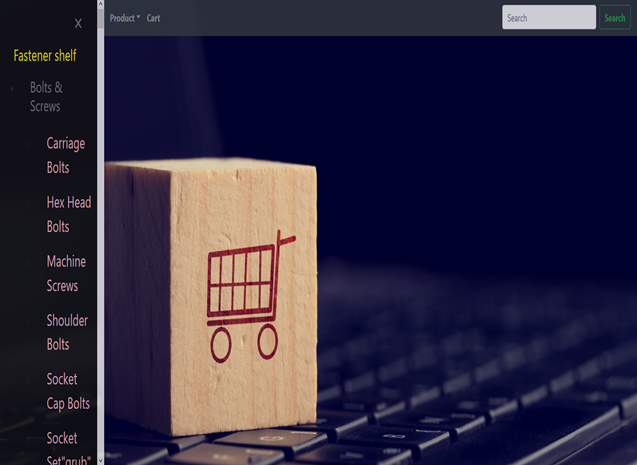 X
Fastener shelf
Bolts &
Screws
Carriage
Bolts
Hex Head
Bolts
Machine
Screws
Shoulder
Bolts
Socket
Cap Bolts
Socket
Set"grub"
Product Cart
Search Search